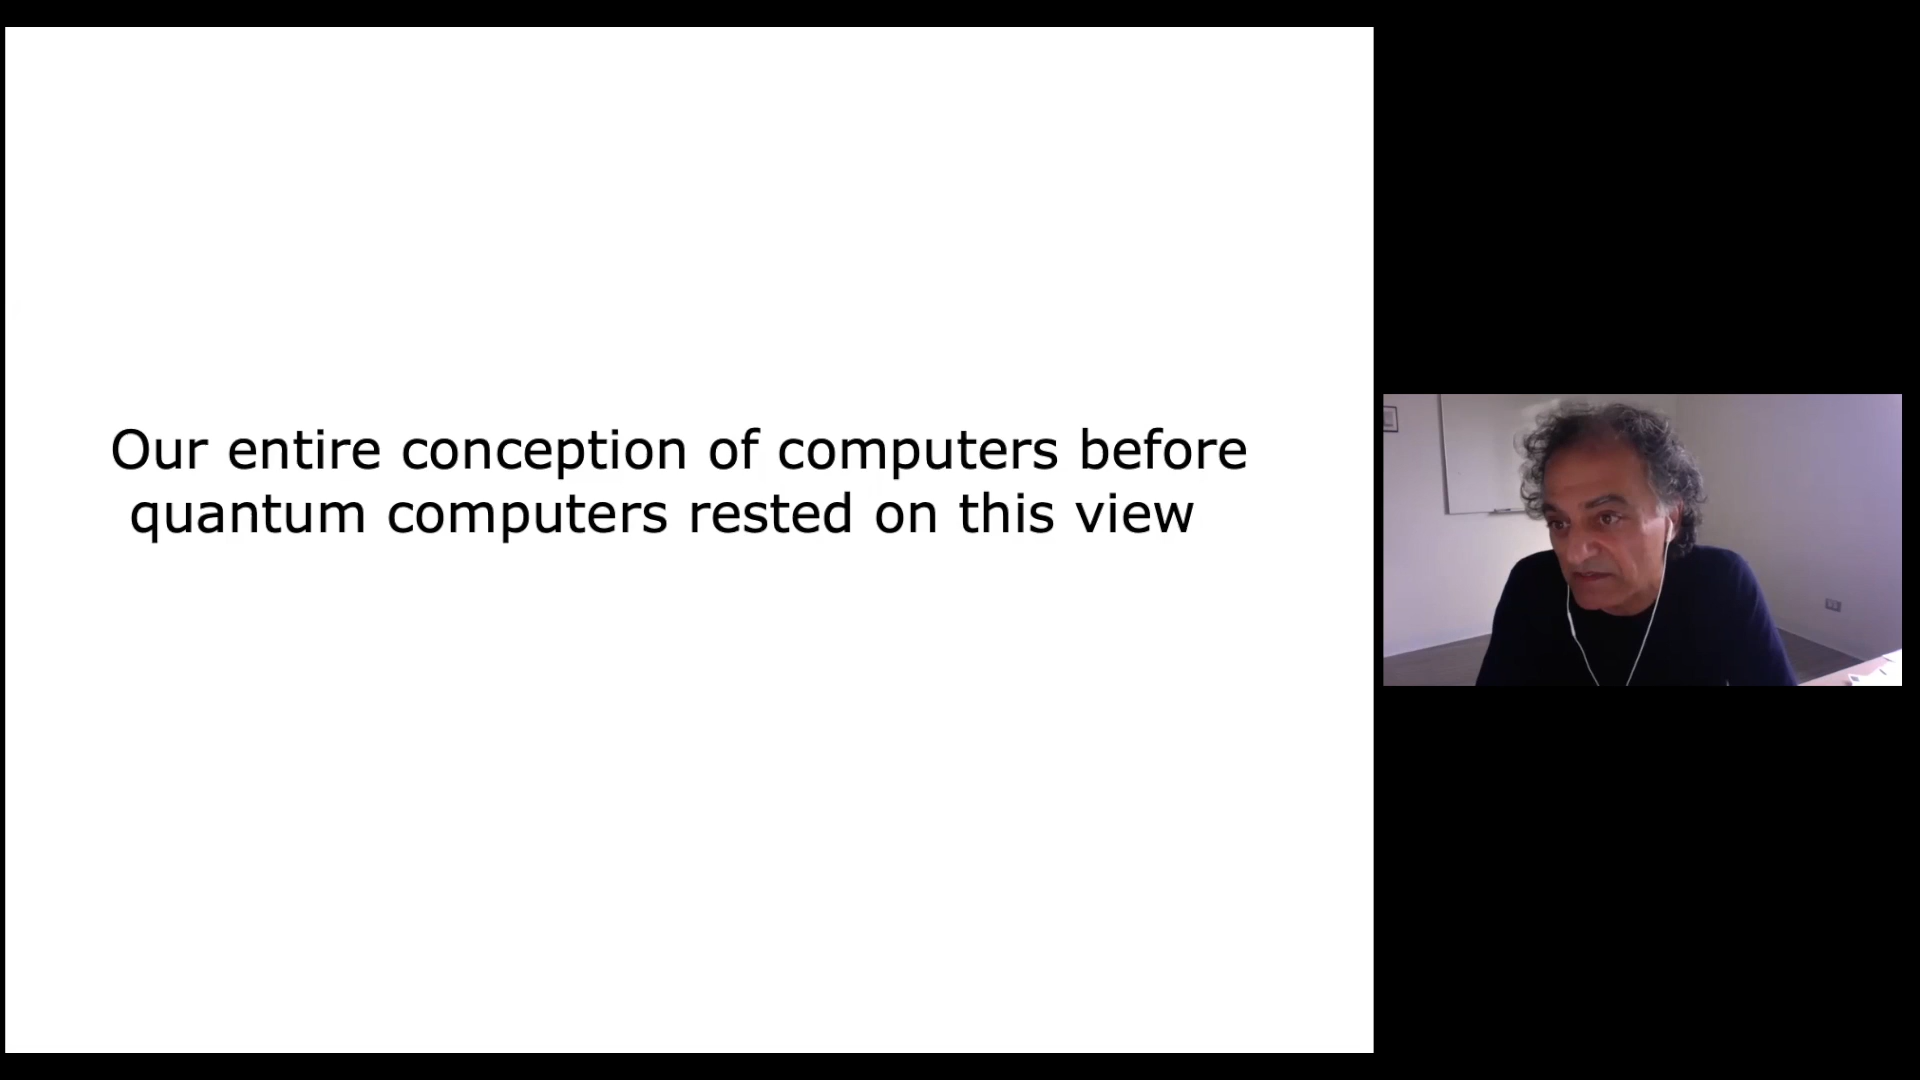 Our entire conception of computers before
quantum computers rested on this view